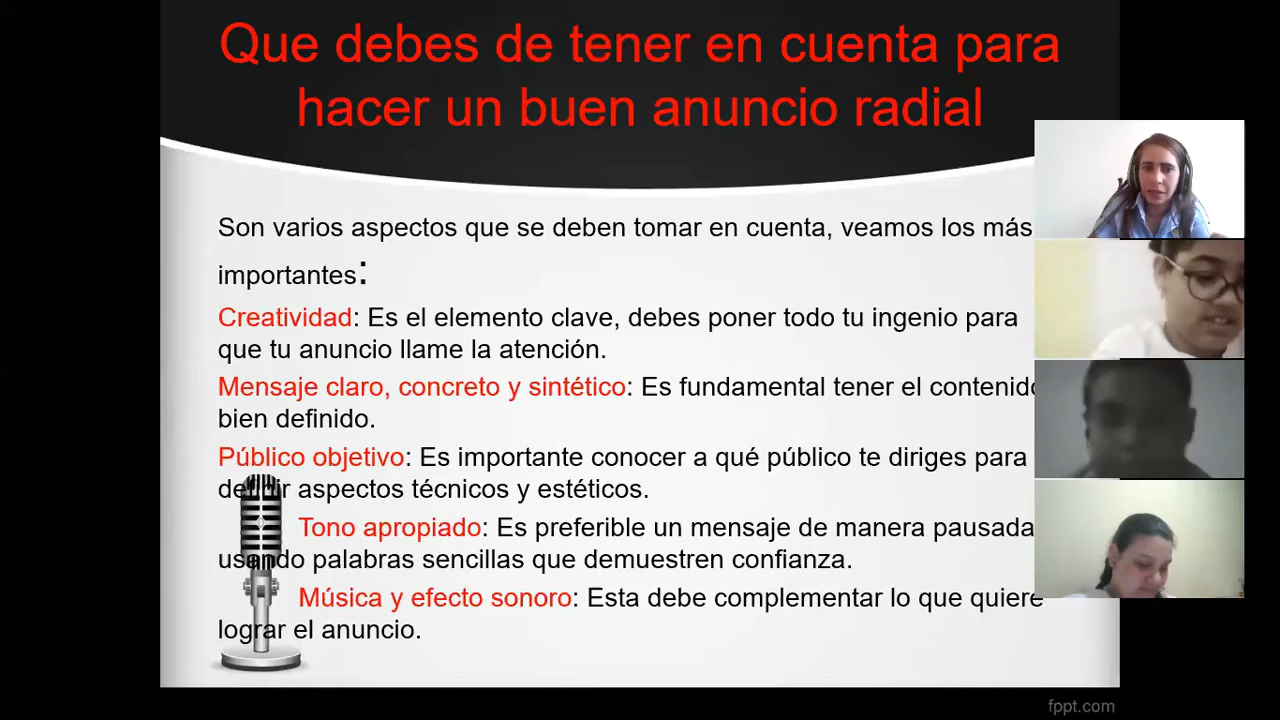 Que debes de tener en cuenta para
hacer un buen anuncio radial
Son varios aspectos que se deben tomar en cuenta, veamos los más
importantes:
Creatividad: Es el elemento clave, debes poner todo tu ingenio para
que tu anuncio llame la atención.
Mensaje claro, concreto y sintético: Es fundamental tener el contenido
bien definido.
Público objetivo: Es importante conocer a qué público te diriges para
definir aspectos técnicos y estéticos.
Tono apropiado: Es preferible un mensaje de manera pausada
usando palabras sencillas que demuestren confianza.
Música y efecto sonoro: Esta debe complementar lo que quiere
lograr el anuncio.
fppt.com